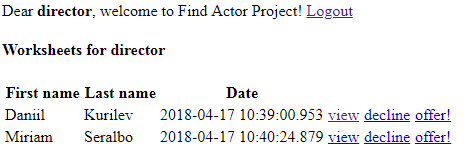 Dear director, welcome to Find Actor Project! Logout
Worksheets for director
First name Last name Date
Daniil Kurilev 2018-04-17 10:39:00.953 view decline offer!
Miriam Seralbo 2018-04-17 10:40:24.879 view decline offer!